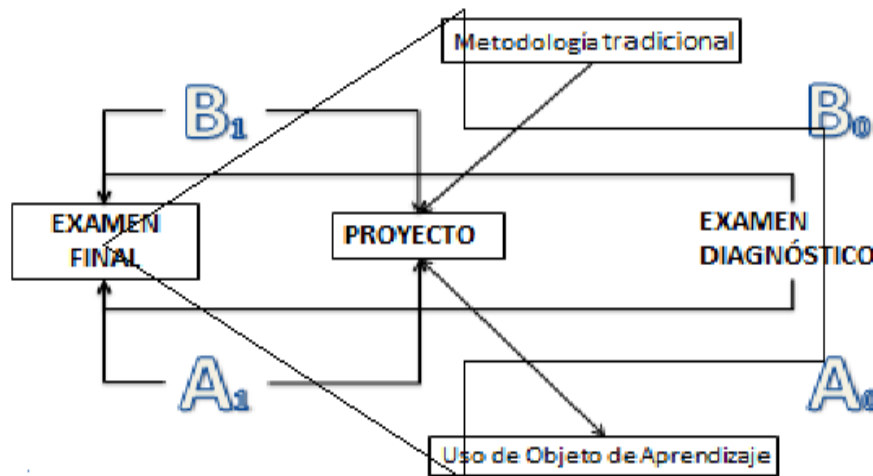 Metodología tradicional
B1
B0
EXAMEN
FINAL
PROYECTO
EXAMEN
DIAGNÓSTICO
A1
A0
Uso de Objeto de Aprendizaje